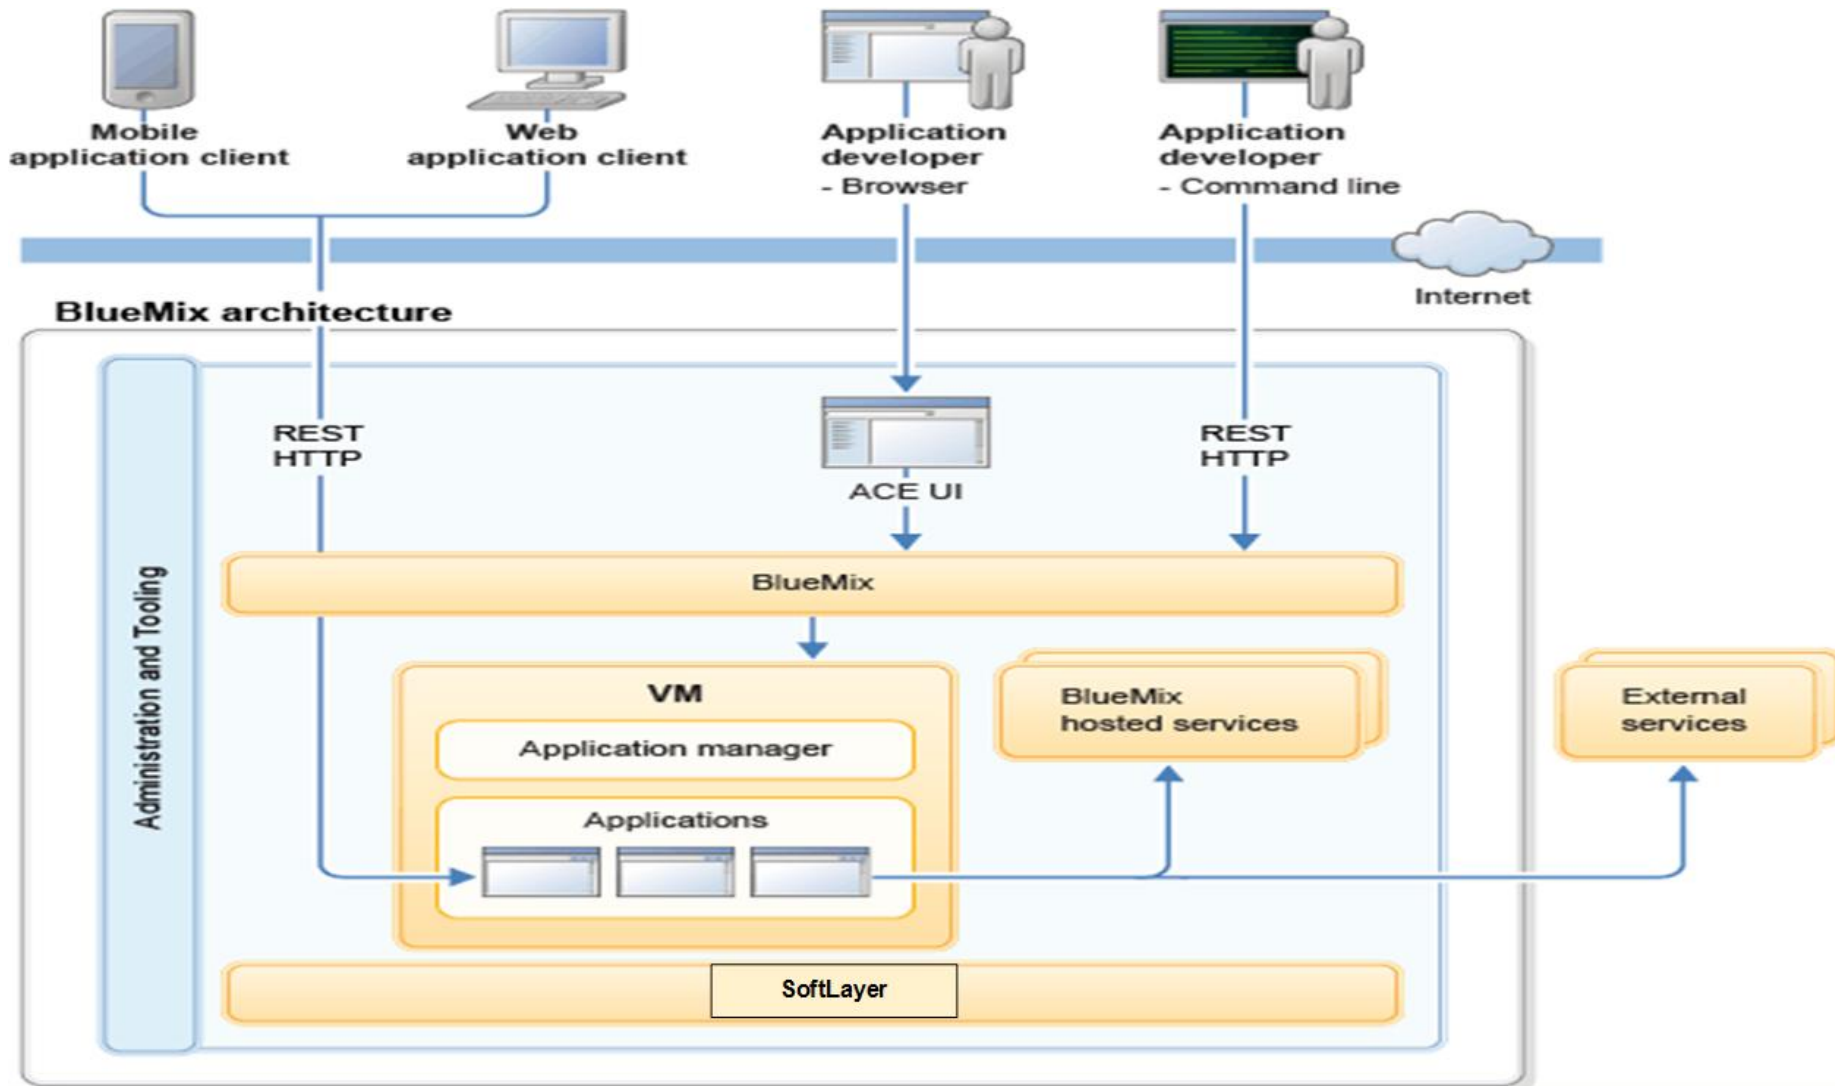 Mobile
application client
Web
application client
Application
developer
- Browser
Application
developer
- Command line
Internet
BlueMix architecture
REST
HTTP
ACE UI
REST
HTTP
Administration and Tooling
BlueMix
VM
Application manager
Applications
BlueMix
hosted services
External
services
SoftLayer